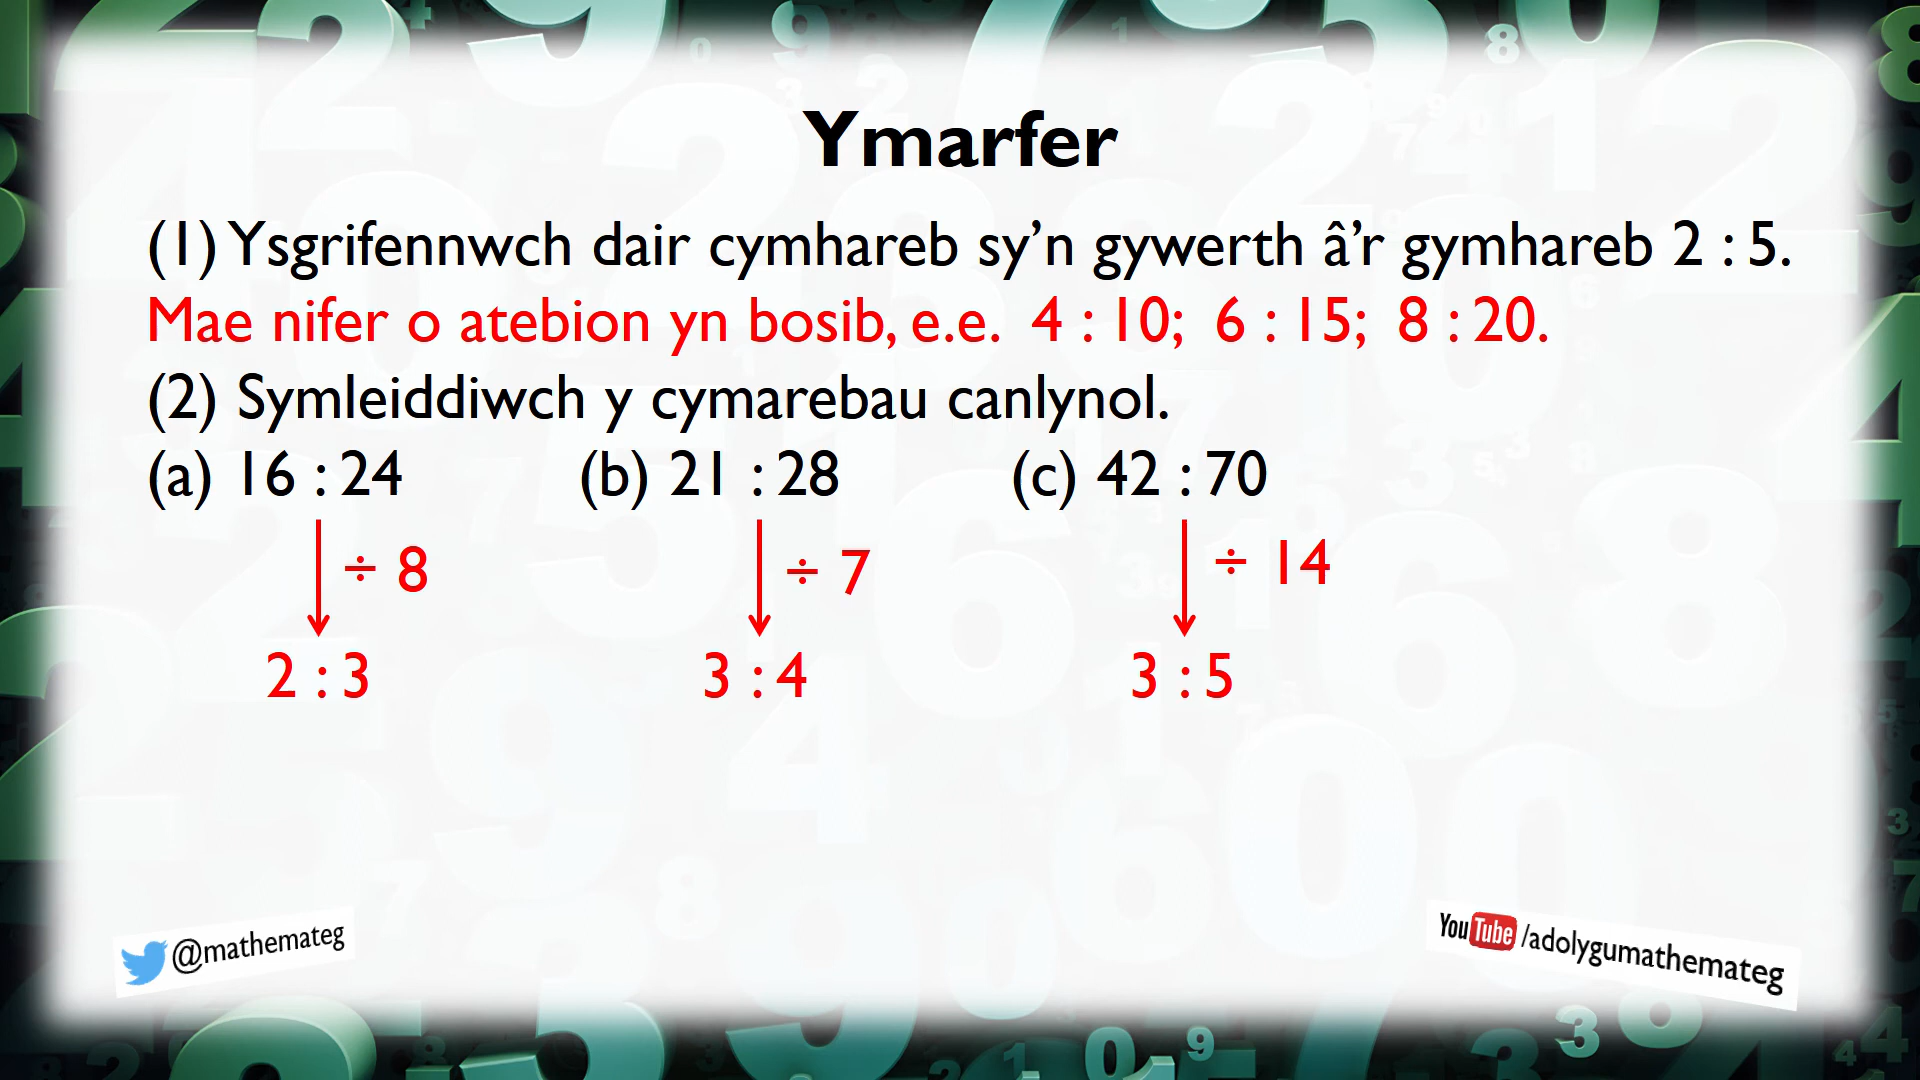 Ymarfer
(1) Ysgrifennwch dair cymhareb sy’n gywerth â’r gymhareb 2 : 5.
Mae nifer o atebion yn bosib, e.e. 4 : 10; 6 : 15; 8 : 20.
(2) Symleiddiwch y cymarebau canlynol.
(a) 16 : 24 (b) 21 : 28 (c) 42 : 70
÷ 8 ÷ 7 ÷ 14
2 : 3 3 : 4 3 : 5
@mathemateg
YouTube /adolygumathemateg